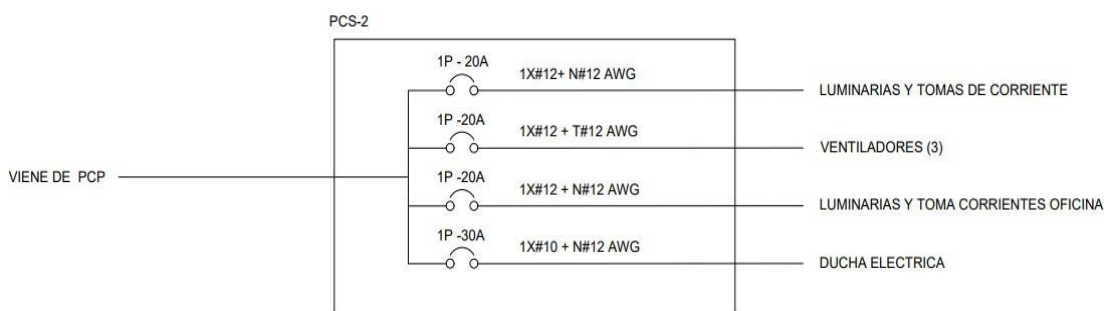 PCS-2
1P - 20A
1X#12+ N#12 AWG
LUMINARIAS Y TOMAS DE CORRIENTE
1P -20A
1X#12 + T#12 AWG
VENTILADORES (3)
VIENE DE PCP
1P -20A
1X#12 + N#12 AWG
LUMINARIAS Y TOMA CORRIENTES OFICINA
1P -30A
1X#10 + N#12 AWG
DUCHA ELECTRICA